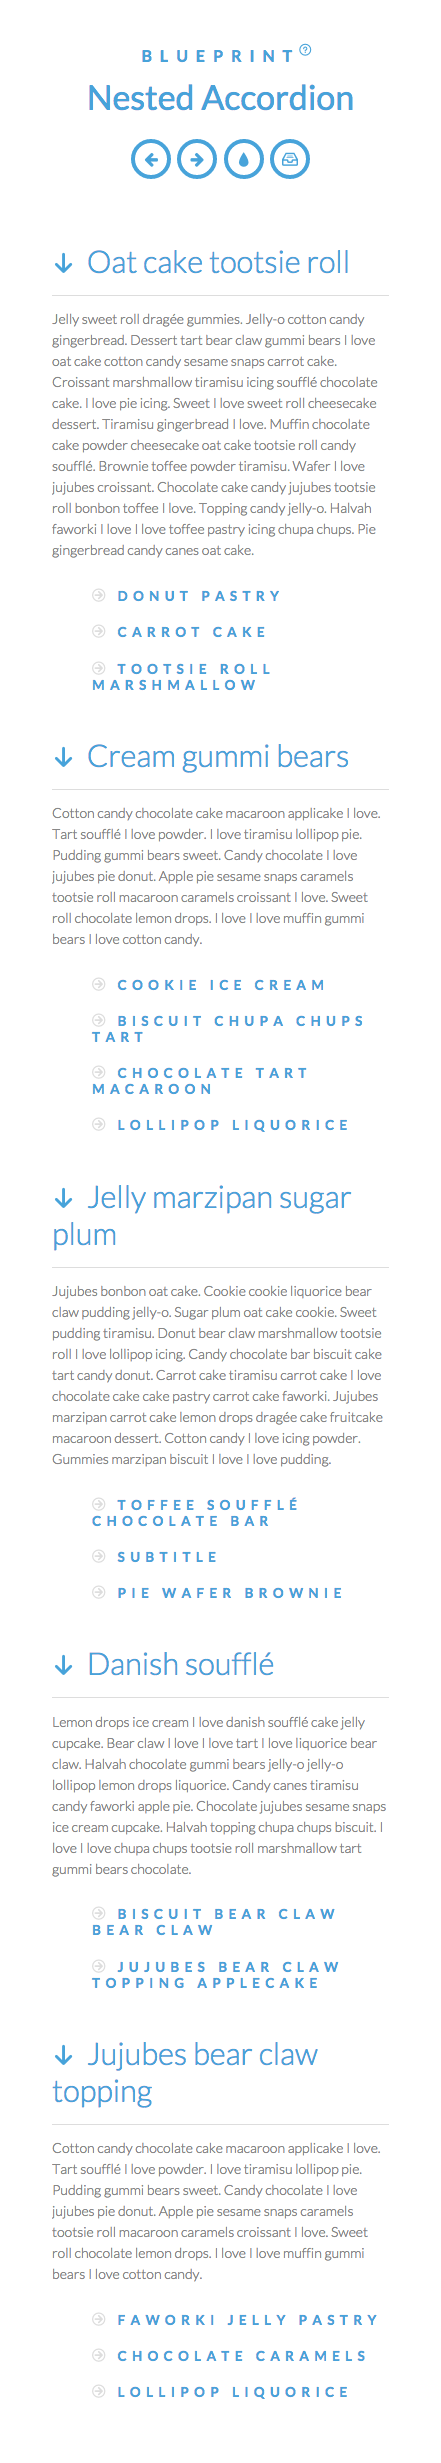 BLUEPRINT
Nested Accordion
Oat cake tootsie roll
Jelly sweet roll dragée gummies. Jelly-o cotton candy
gingerbread. Dessert tart bear claw gummi bears I love
oat cake cotton candy sesame snaps carrot cake.
Croissant marshmallow tiramisu icing soufflé chocolate
cake. I love pie icing. Sweet I love sweet roll cheesecake
dessert. Tiramisu gingerbread I love. Muffin chocolate
cake powder cheesecake oat cake tootsie roll candy
soufflé. Brownie toffee powder tiramisu. Wafer I love
jujubes croissant. Chocolate cake candy jujubes tootsie
roll bonbon toffee I love. Topping candy jelly-o. Halvah
faworki I love I love toffee pastry icing chupa chups. Pie
gingerbread candy canes oat cake.
DONUT PASTRY
CARROT CAKE
TOOTSIE ROLL
MARSHMALLOW
Cream gummi bears
Cotton candy chocolate cake macaroon applicake I love.
Tart soufflé I love powder. I love tiramisu lollipop pie.
Pudding gummi bears sweet. Candy chocolate I love
jujubes pie donut. Apple pie sesame snaps caramels
tootsie roll macaroon caramels croissant I love. Sweet
roll chocolate lemon drops. I love I love muffin gummi
bears I love cotton candy.
COOKIE ICE CREAM
BISCUIT CHUPA CHUPS
TART
CHOCOLATE TART
MACAROON
LOLLIPOP LIQUORICE
Jelly marzipan sugar
plum
Jujubes bonbon oat cake. Cookie cookie liquorice bear
claw pudding jelly-o. Sugar plum oat cake cookie. Sweet
pudding tiramisu. Donut bear claw marshmallow tootsie
roll I love lollipop icing. Candy chocolate bar biscuit cake
tart candy donut. Carrot cake tiramisu carrot cake I love
chocolate cake cake pastry carrot cake faworki. Jujubes
marzipan carrot cake lemon drops dragée cake fruitcake
macaroon dessert. Cotton candy I love icing powder.
Gummies marzipan biscuit I love I love pudding.
TOFFEE SOUFFLÉ
CHOCOLATE BAR
SUBTITLE
PIE WAFER BROWNIE
Danish soufflé
Lemon drops ice cream I love danish soufflé cake jelly
cupcake. Bear claw I love I love tart I love liquorice bear
claw. Halvah chocolate gummi bears jelly-o jelly-o
lollipop lemon drops liquorice. Candy canes tiramisu
candy faworki apple pie. Chocolate jujubes sesame snaps
ice cream cupcake. Halvah topping chupa chups biscuit. I
love I love chupa chups tootsie roll marshmallow tart
gummi bears chocolate.
BISCUIT BEAR CLAW
BEAR CLAW
JUJUBES BEAR CLAW
TOPPING APPLECAKE
Jujubes bear claw
topping
Cotton candy chocolate cake macaroon applicake I love.
Tart soufflé I love powder. I love tiramisu lollipop pie.
Pudding gummi bears sweet. Candy chocolate I love
jujubes pie donut. Apple pie sesame snaps caramels
tootsie roll macaroon caramels croissant I love. Sweet
roll chocolate lemon drops. I love I love muffin gummi
bears I love cotton candy.
FAWORKI JELLY PASTRY
CHOCOLATE CARAMELS
LOLLIPOP LIQUORICE